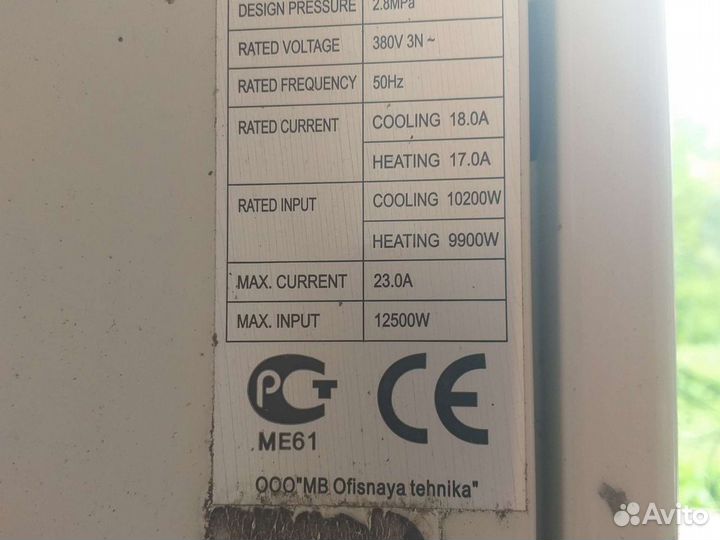 DESIGN PRESSURE 2.8MPa
RATED VOLTAGE 380V 3N ~
RATED FREQUENCY 50Hz
RATED CURRENT COOLING 18.0A
HEATING 17.0A
RATED INPUT COOLING 10200W
HEATING 9900W
MAX. CURRENT 23.0A
MAX. INPUT 12500W
РСТ CE
ME61
OOO"MB Ofisnaya tehnika"
Avito